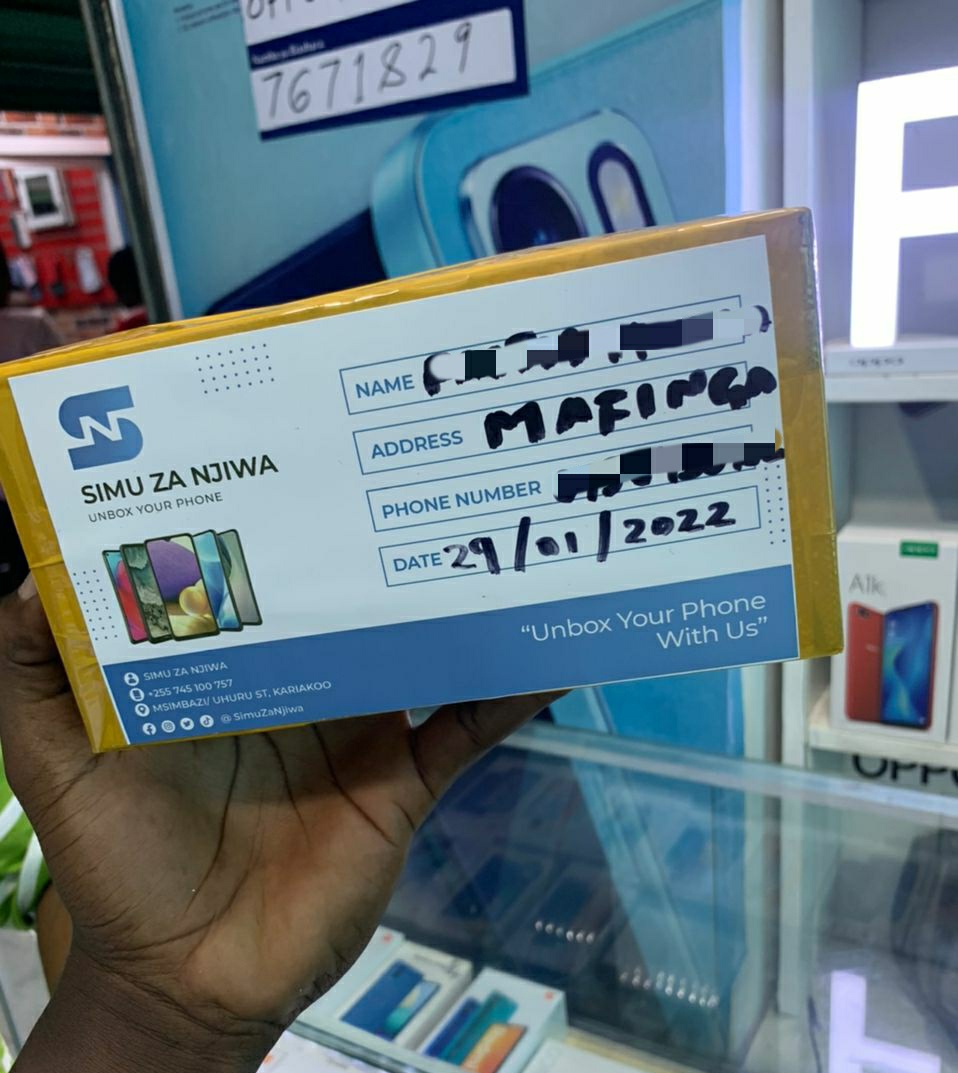 7671829
SN
SIMU ZA NJIWA
UNBOX YOUR PHONE
NAME
ADDRESS MAFINGA
PHONE NUMBER
DATE 29/01/2022
"Unbox Your Phone
With Us"
SIMU ZA NJIWA
+255 745 100 757
MSIMBAZI/ UHURU ST, KARIAKOO
@SimuZaNjiwa
F
OPPO
A1k